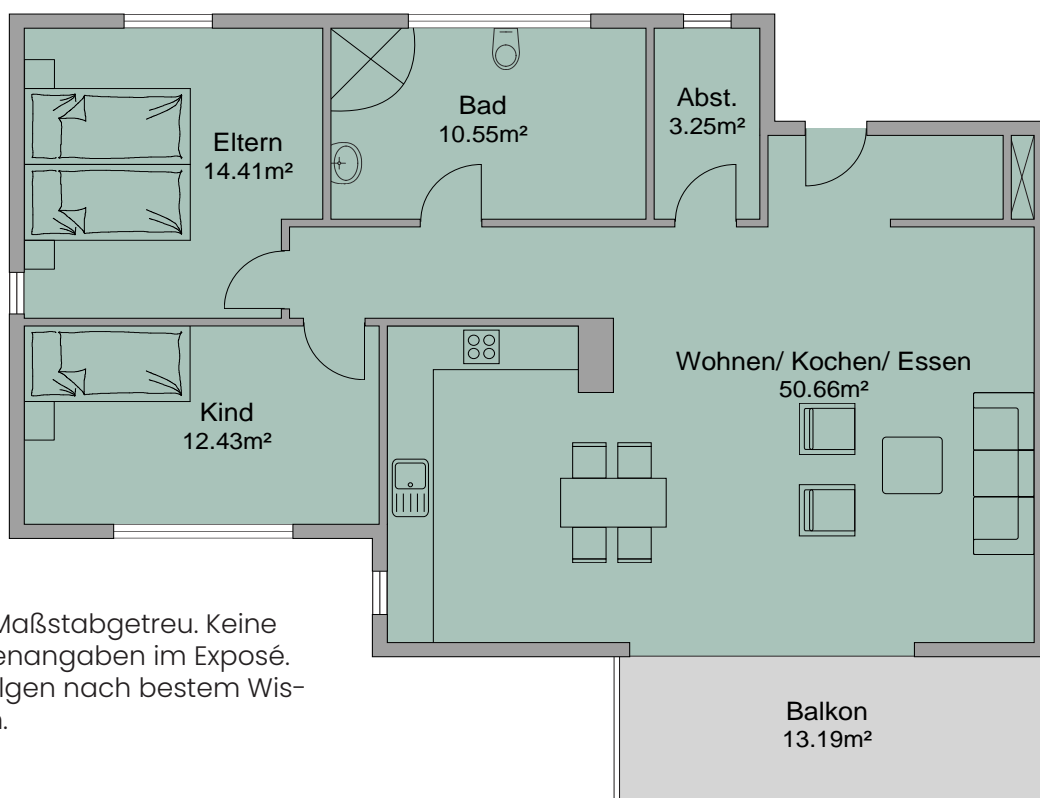 Eltern
14.41m²
Bad
10.55m²
Abst.
3.25m²
Wohnen/ Kochen/ Essen
50.66m²
Kind
12.43m²
Maßstabgetreu. Keine
enangaben im Exposé.
lgen nach bestem Wis-
Balkon
13.19m²